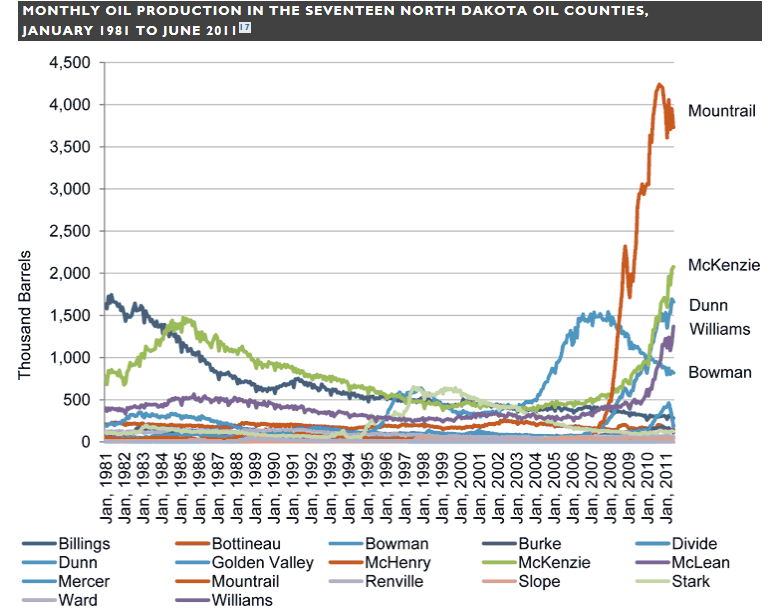 MONTHLY OIL PRODUCTION IN THE SEVENTEEN NORTH DAKOTA OIL COUNTIES,
JANUARY 1981 TO JUNE 2011 17
4,500
4,000
3,500
3,000
2,500
2,000
1,500
1,000
500
0
Thousand Barrels
Mountrail
McKenzie
Dunn
Williams
Bowman
Jan, 1981
Jan, 1982
Jan, 1983
Jan, 1984
Jan, 1985
Jan, 1986
Jan, 1987
Jan, 1988
Jan, 1989
Jan, 1990
Jan, 1991
Jan, 1992
Jan, 1993
Jan, 1994
Jan, 1995
Jan, 1996
Jan, 1997
Jan, 1998
Jan, 1999
Jan, 2000
Jan, 2001
Jan, 2002
Jan, 2003
Jan, 2004
Jan, 2005
Jan, 2006
Jan, 2007
Jan, 2008
Jan, 2009
Jan, 2010
Jan, 2011
Billings Bottineau Bowman Burke Divide
Dunn Golden Valley McHenry McKenzie McLean
Mercer Mountrail Renville Slope Stark
Ward Williams